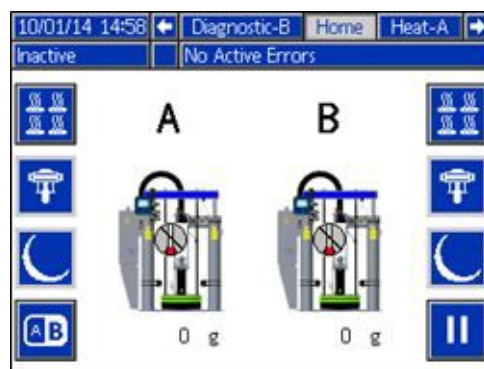 10/01/14 14:58 Diagnostic-B Home Heat-A
Inactive No Active Errors
A B
A B
0 g 0 g